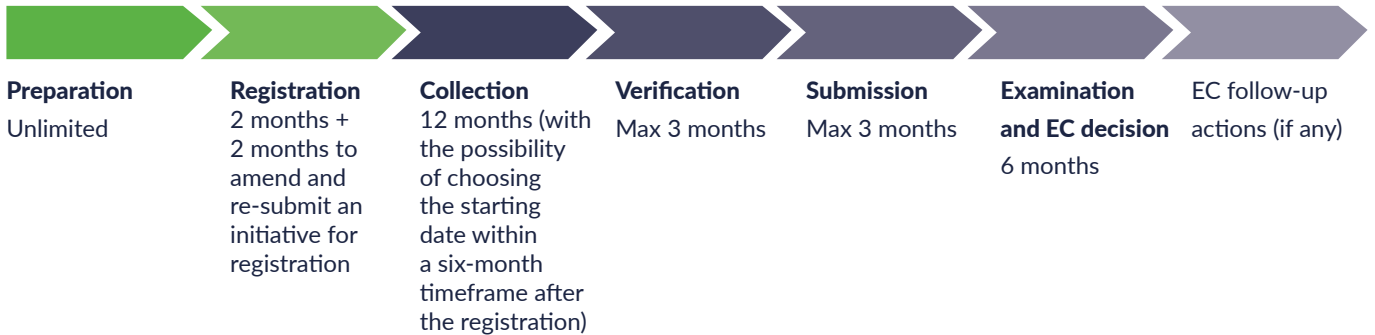 Preparation
Unlimited
Registration
2 months +
2 months to
amend and
re-submit an
initiative for
registration
Collection
12 months (with
the possibility
of choosing
the starting
date within
a six-month
timeframe after
the registration)
Verification
Max 3 months
Submission
Max 3 months
Examination
and EC decision
6 months
EC follow-up
actions (if any)